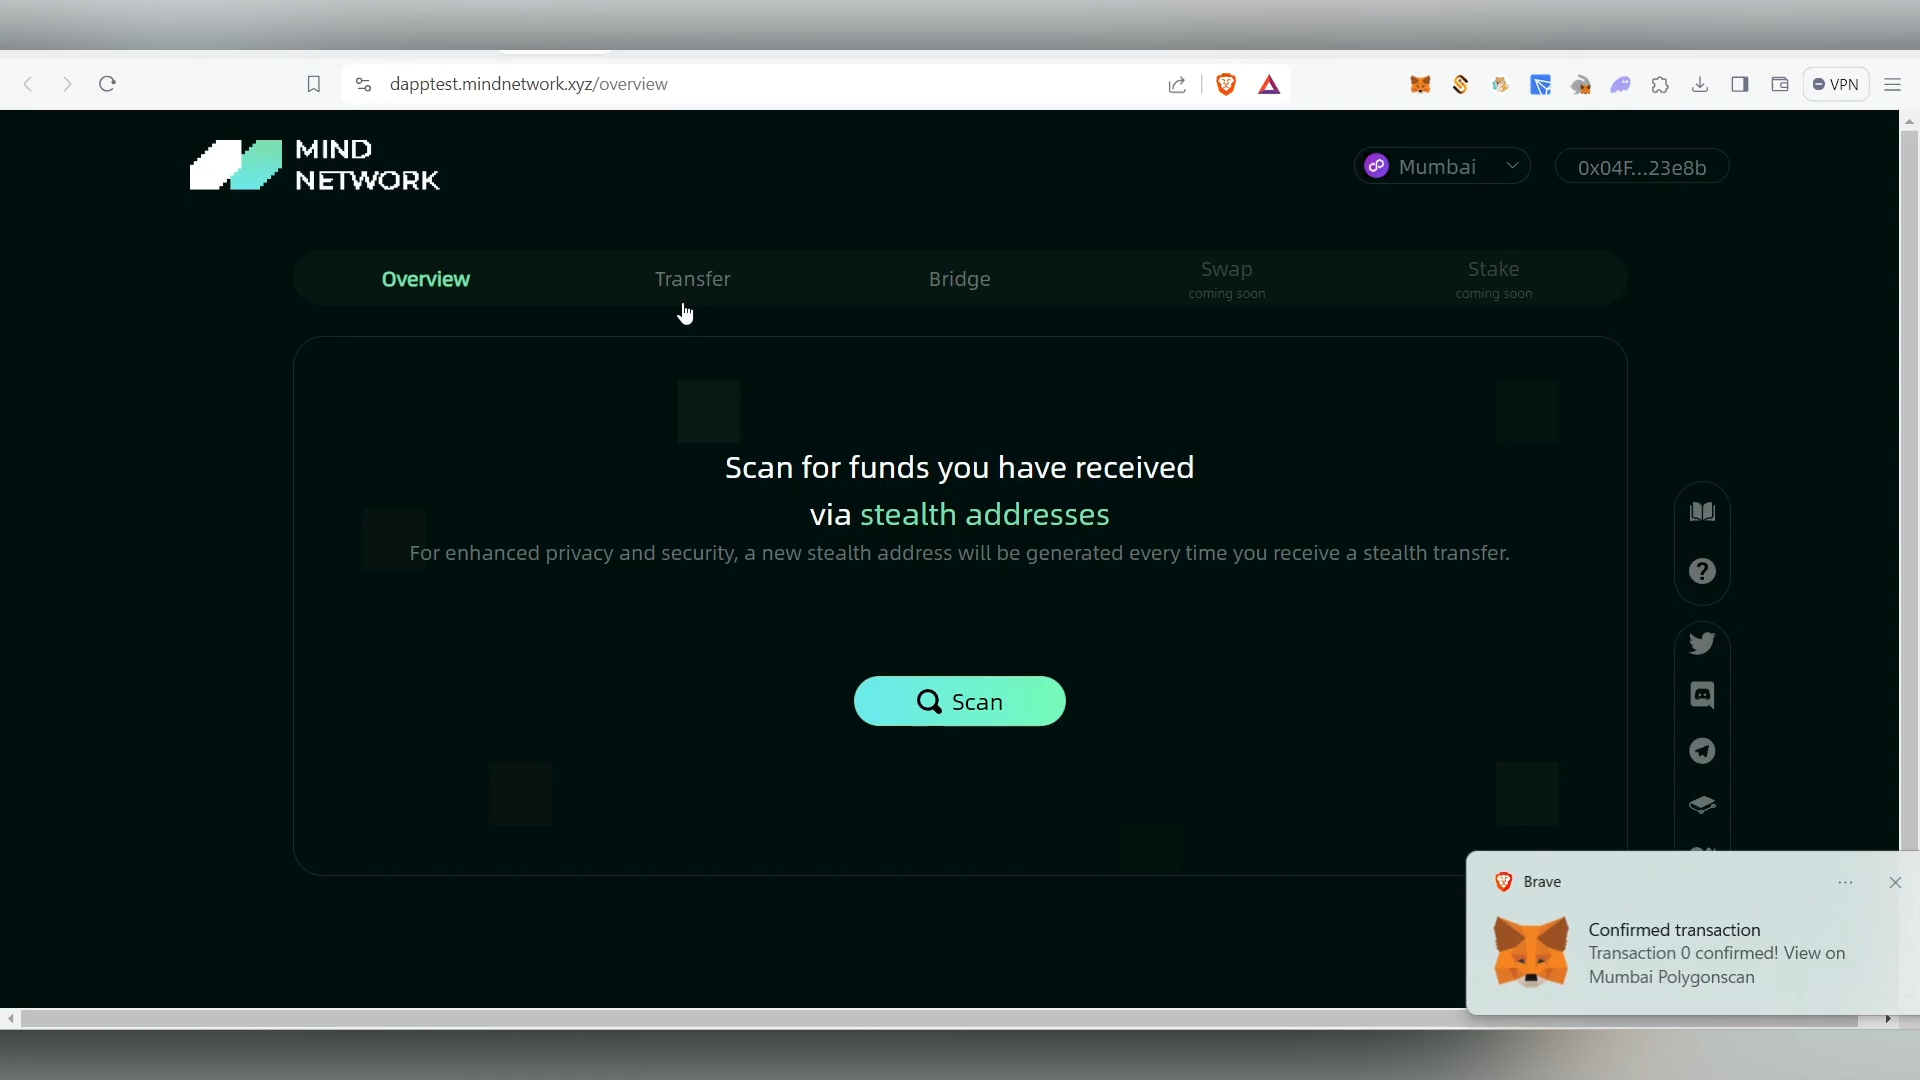 dapptest.mindnetwork.xyz/overview
VPN
MIND
NETWORK
Mumbai
0x04F...23e8b
Overview
Transfer
Bridge
Swap
coming soon
Stake
coming soon
Scan for funds you have received
via stealth addresses
For enhanced privacy and security, a new stealth address will be generated every time you receive a stealth transfer.
Scan
Brave
Confirmed transaction
Transaction 0 confirmed! View on
Mumbai Polygonscan